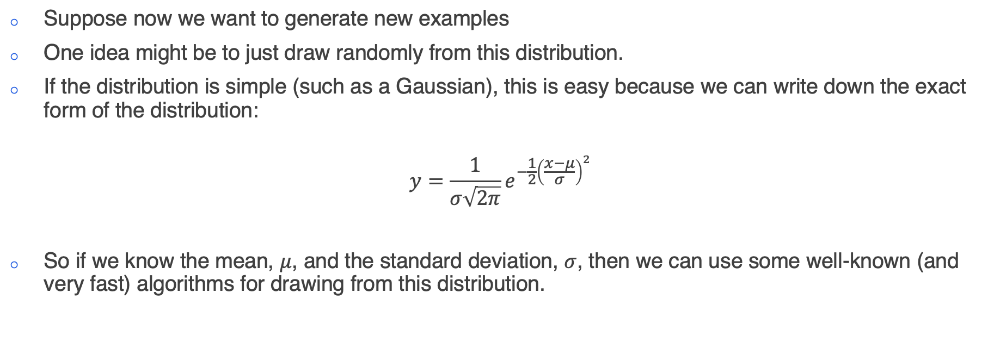 Suppose now we want to generate new examples
One idea might be to just draw randomly from this distribution.
If the distribution is simple (such as a Gaussian), this is easy because we can write down the exact
form of the distribution:
y = \frac{1}{\sigma\sqrt{2\pi}} e^{-\frac{1}{2}\left(\frac{x-\mu}{\sigma}\right)^2}
So if we know the mean, μ, and the standard deviation, σ, then we can use some well-known (and
very fast) algorithms for drawing from this distribution.